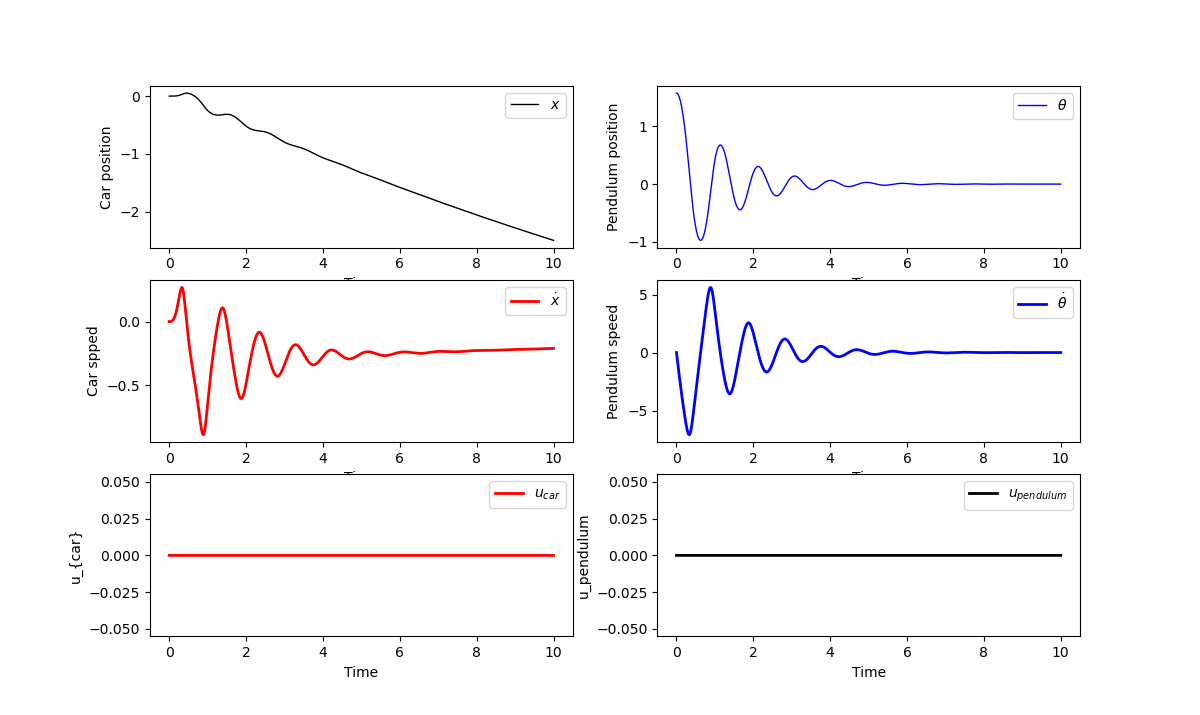 Car position
0
−1
−2
x
0 2 4 6 8 10
Pendulum position
1
0
−1
θ
0 2 4 6 8 10
Car sppped
0.0
−0.5
ẋ
0 2 4 6 8 10
Pendulum speed
5
0
−5
θ̇
0 2 4 6 8 10
u_{car}
0.050
0.025
0.000
−0.025
−0.050
u_car
0 2 4 6 8 10
Time
u_pendulum
0.050
0.025
0.000
−0.025
−0.050
u_pendulum
0 2 4 6 8 10
Time